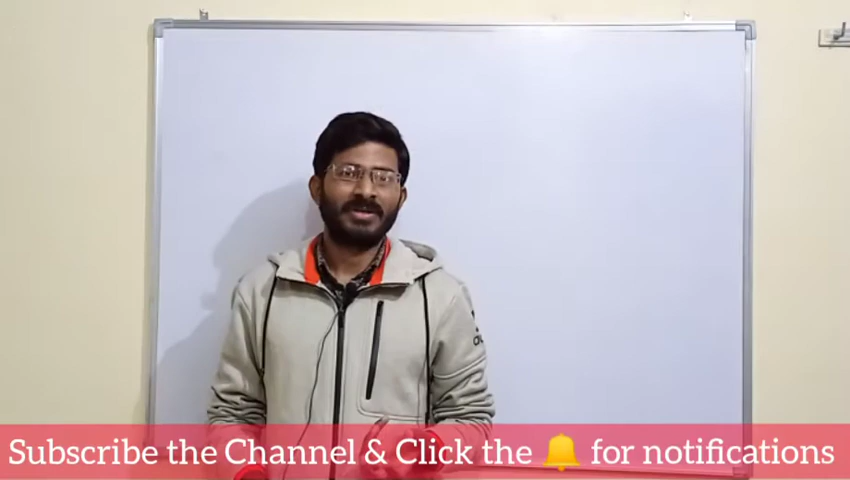 Subscribe the Channel & Click the 🔔 for notifications